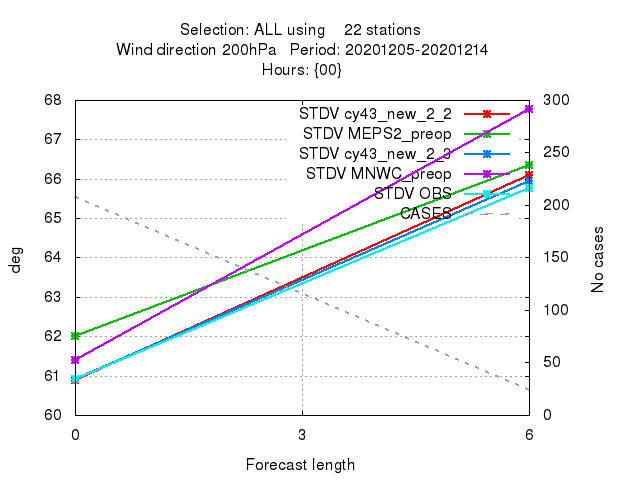 Selection: ALL using 22 stations
Wind direction 200hPa Period: 20201205-20201214
Hours: {00}
68
67
66
65
64
63
62
61
60
deg
STDV cy43_new_2_2
STDV MEPS2_preop
STDV cy43_new_2_3
STDV MNWC_preop
STDV OBS
CASES
300
250
200
150
100
50
0
No cases
0 3 6
Forecast length